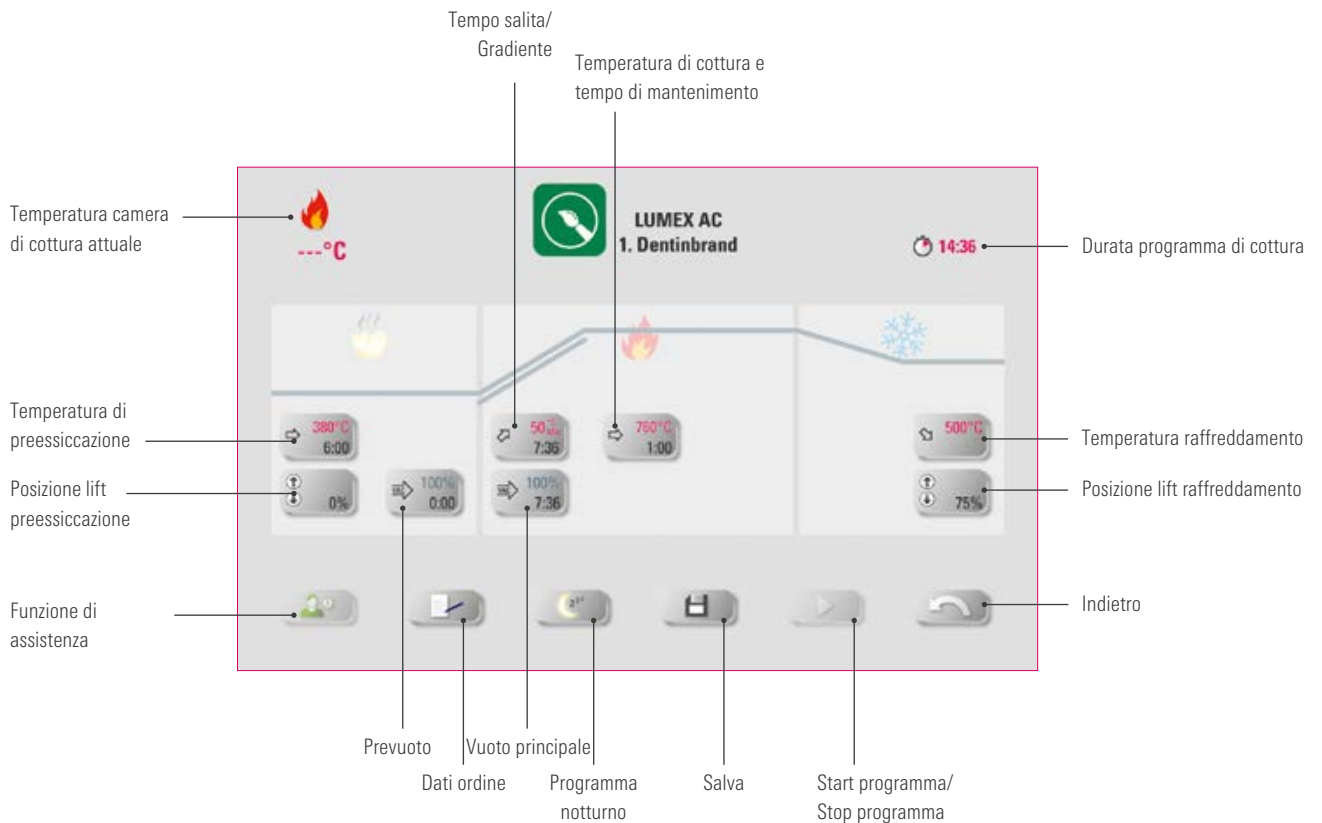 Tempo salita/
Gradiente
Temperatura di cottura e
tempo di mantenimento
Temperatura camera
di cottura attuale
---°C
LUMEX AC
1. Dentinbrand
14:36
Durata programma di cottura
Temperatura di
preessiccazione
380°C
6:00
50
7:36
760°C
1:00
500°C
Temperatura raffreddamento
Posizione lift
preessiccazione
0%
100%
0:00
100%
7:36
75%
Posizione lift raffreddamento
Funzione di
assistenza
Indietro
Prevuoto
Vuoto principale
Dati ordine
Programma
notturno
Salva
Start programma/
Stop programma